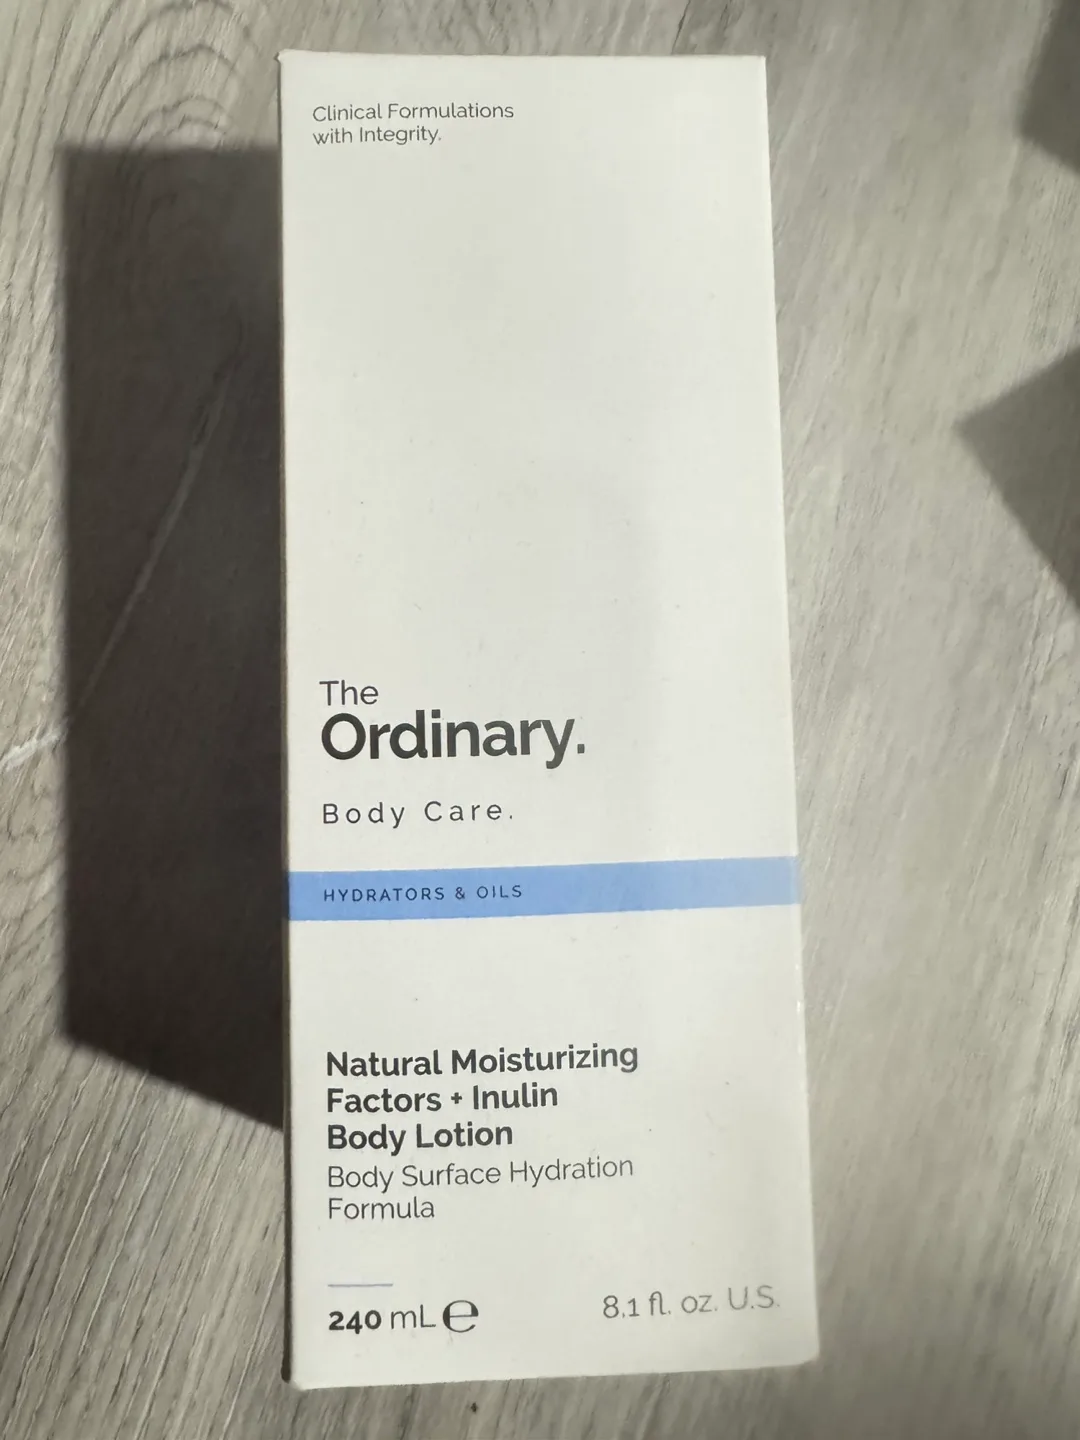 Clinical Formulations
with Integrity.
The
Ordinary.
Body Care.
HYDRATORS & OILS
Natural Moisturizing
Factors + Inulin
Body Lotion
Body Surface Hydration
Formula
240 mL ℮ 8.1 fl. oz. U.S.